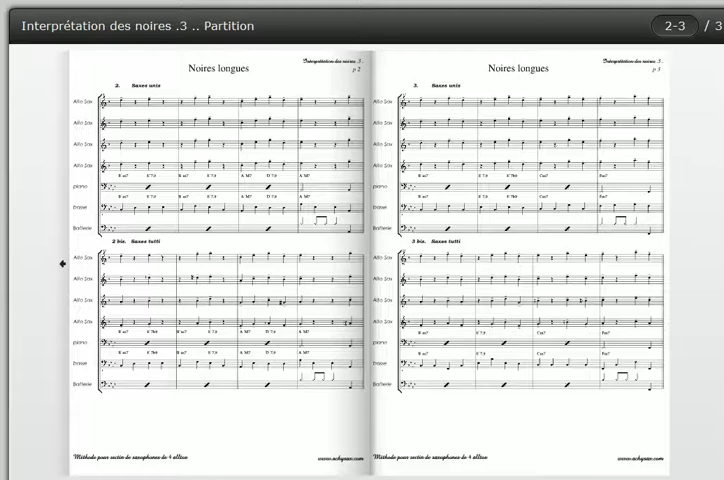 Interprétation des noires .3 .. Partition
2-3 / 3
Interprétation des noires .3 .
p 2
Noires longues
2. Saxes unis
Alto Sax
Alto Sax
Alto Sax
Alto Sax
piano
basse
Batterie
2 bis. Saxes tutti
Alto Sax
Alto Sax
Alto Sax
Alto Sax
piano
basse
Batterie
Méthode pour section de saxophones de 4 altos
www.achysax.com
Interprétation des noires .3 .
p 3
Noires longues
3. Saxes unis
Alto Sax
Alto Sax
Alto Sax
Alto Sax
piano
basse
Batterie
3 bis. Saxes tutti
Alto Sax
Alto Sax
Alto Sax
Alto Sax
piano
basse
Batterie
Méthode pour section de saxophones de 4 altos
www.achysax.com